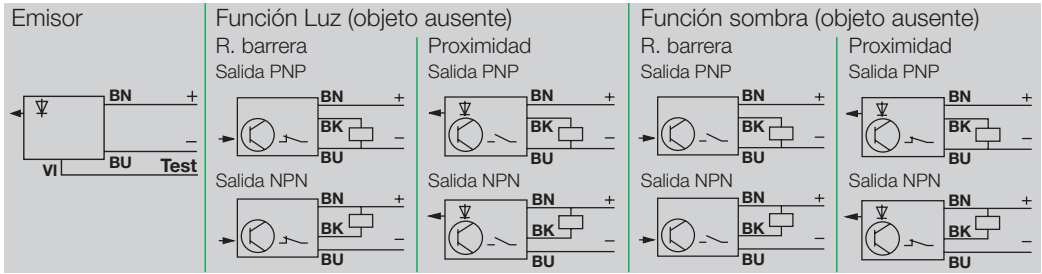 Emisor
BN +
–
BU Test
VI
Función Luz (objeto ausente)
R. barrera
Salida PNP
BN +
BK –
BU
Salida NPN
BN +
BK –
BU
Proximidad
Salida PNP
BN +
BK –
BU
Salida NPN
BN +
BK –
BU
Función sombra (objeto ausente)
R. barrera
Salida PNP
BN +
BK –
BU
Salida NPN
BN +
BK –
BU
Proximidad
Salida PNP
BN +
BK –
BU
Salida NPN
BN +
BK –
BU